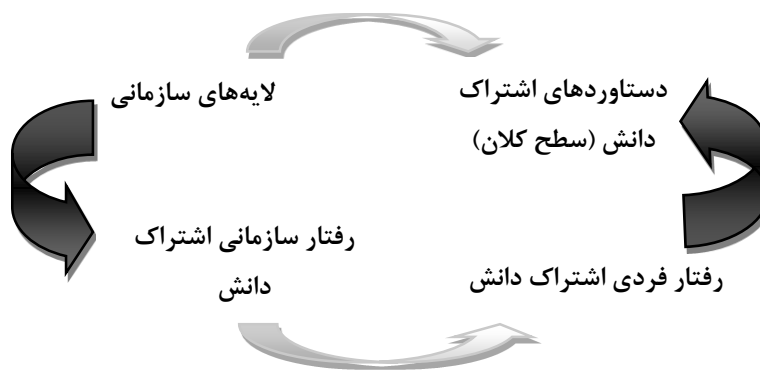 دستاوردهای اشتراک
دانش (سطح کلان)
لایه‌های سازمانی
رفتار سازمانی اشتراک
دانش
رفتار فردی اشتراک دانش